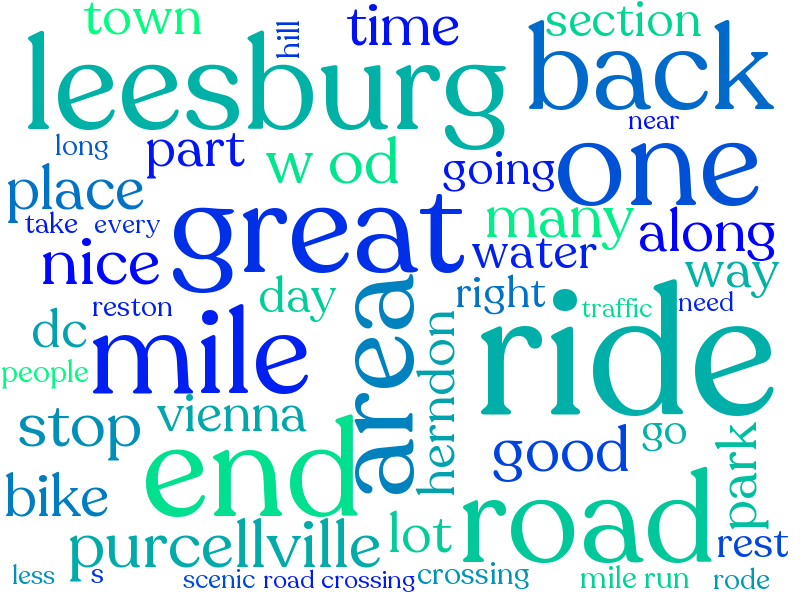 town
hill
time
section
leesburg
back
near
long
part
w od
going
one
place
take
every
great
many
along
nice
water
way
reston
day
right
traffic
need
dc
mile
area
herndon
ride
people
stop
vienna
end
good
go
park
bike
purcellville
lot
road
rest
less
s
scenic
road crossing
crossing
mile run
rode